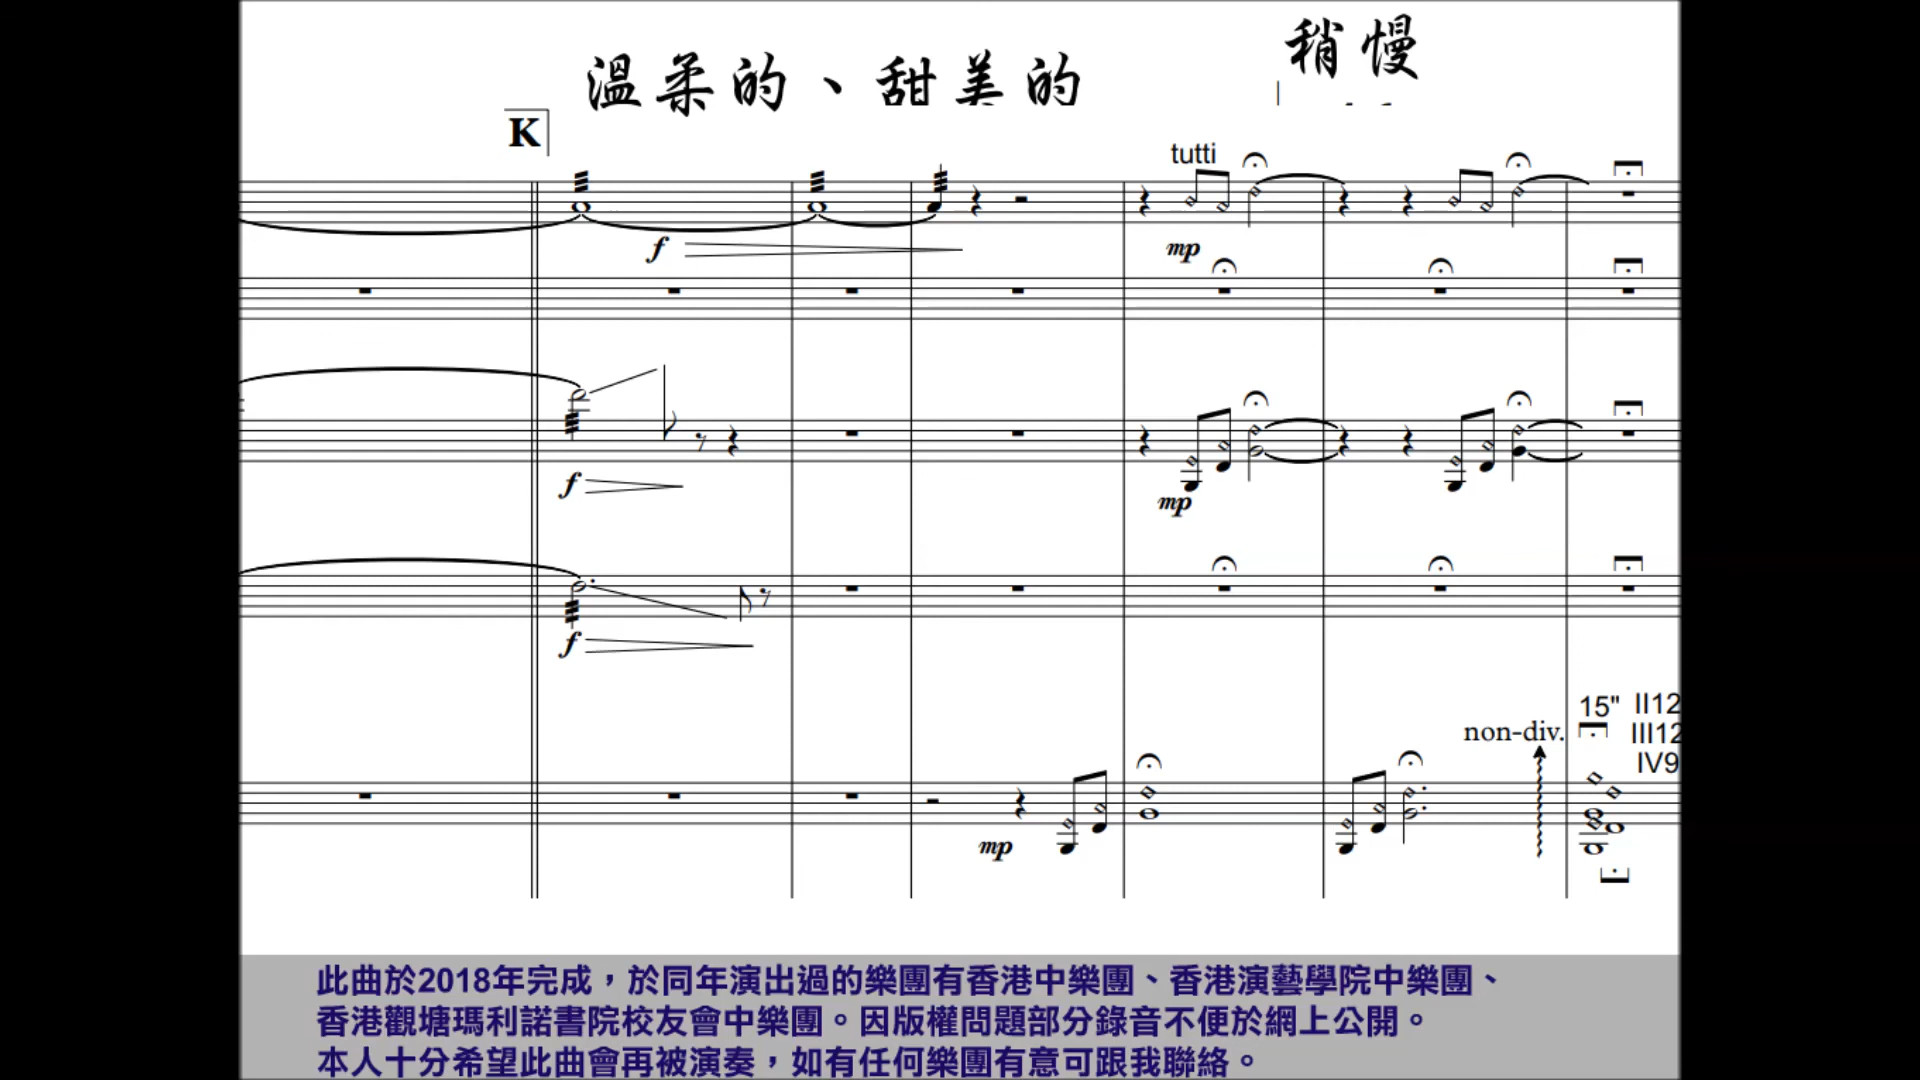 稍慢
溫柔的、甜美的
K
tutti
f
mp
f
mp
f
15" II12
non-div.
III12
IV9
mp
此曲於2018年完成，於同年演出過的樂團有香港中樂團、香港演藝學院中樂團、
香港觀塘瑪利諾書院校友會中樂團。因版權問題部分錄音不便於網上公開。
本人十分希望此曲會再被演奏，如有任何樂團有意可跟我聯絡。